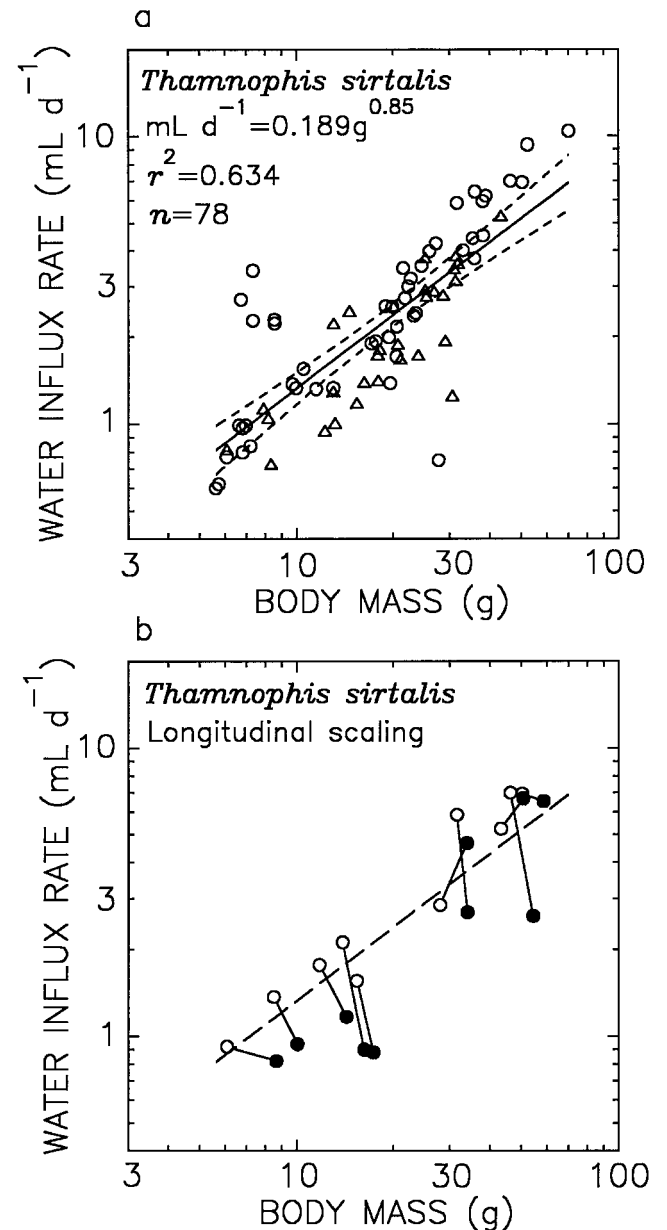 a
WATER INFLUX RATE (mL d⁻¹)
10
3
1
Thamnophis sirtalis
mL d⁻¹=0.189g⁰·⁸⁵
r²=0.634
n=78
3 10 30 100
BODY MASS (g)
b
WATER INFLUX RATE (mL d⁻¹)
10
3
1
Thamnophis sirtalis
Longitudinal scaling
3 10 30 100
BODY MASS (g)